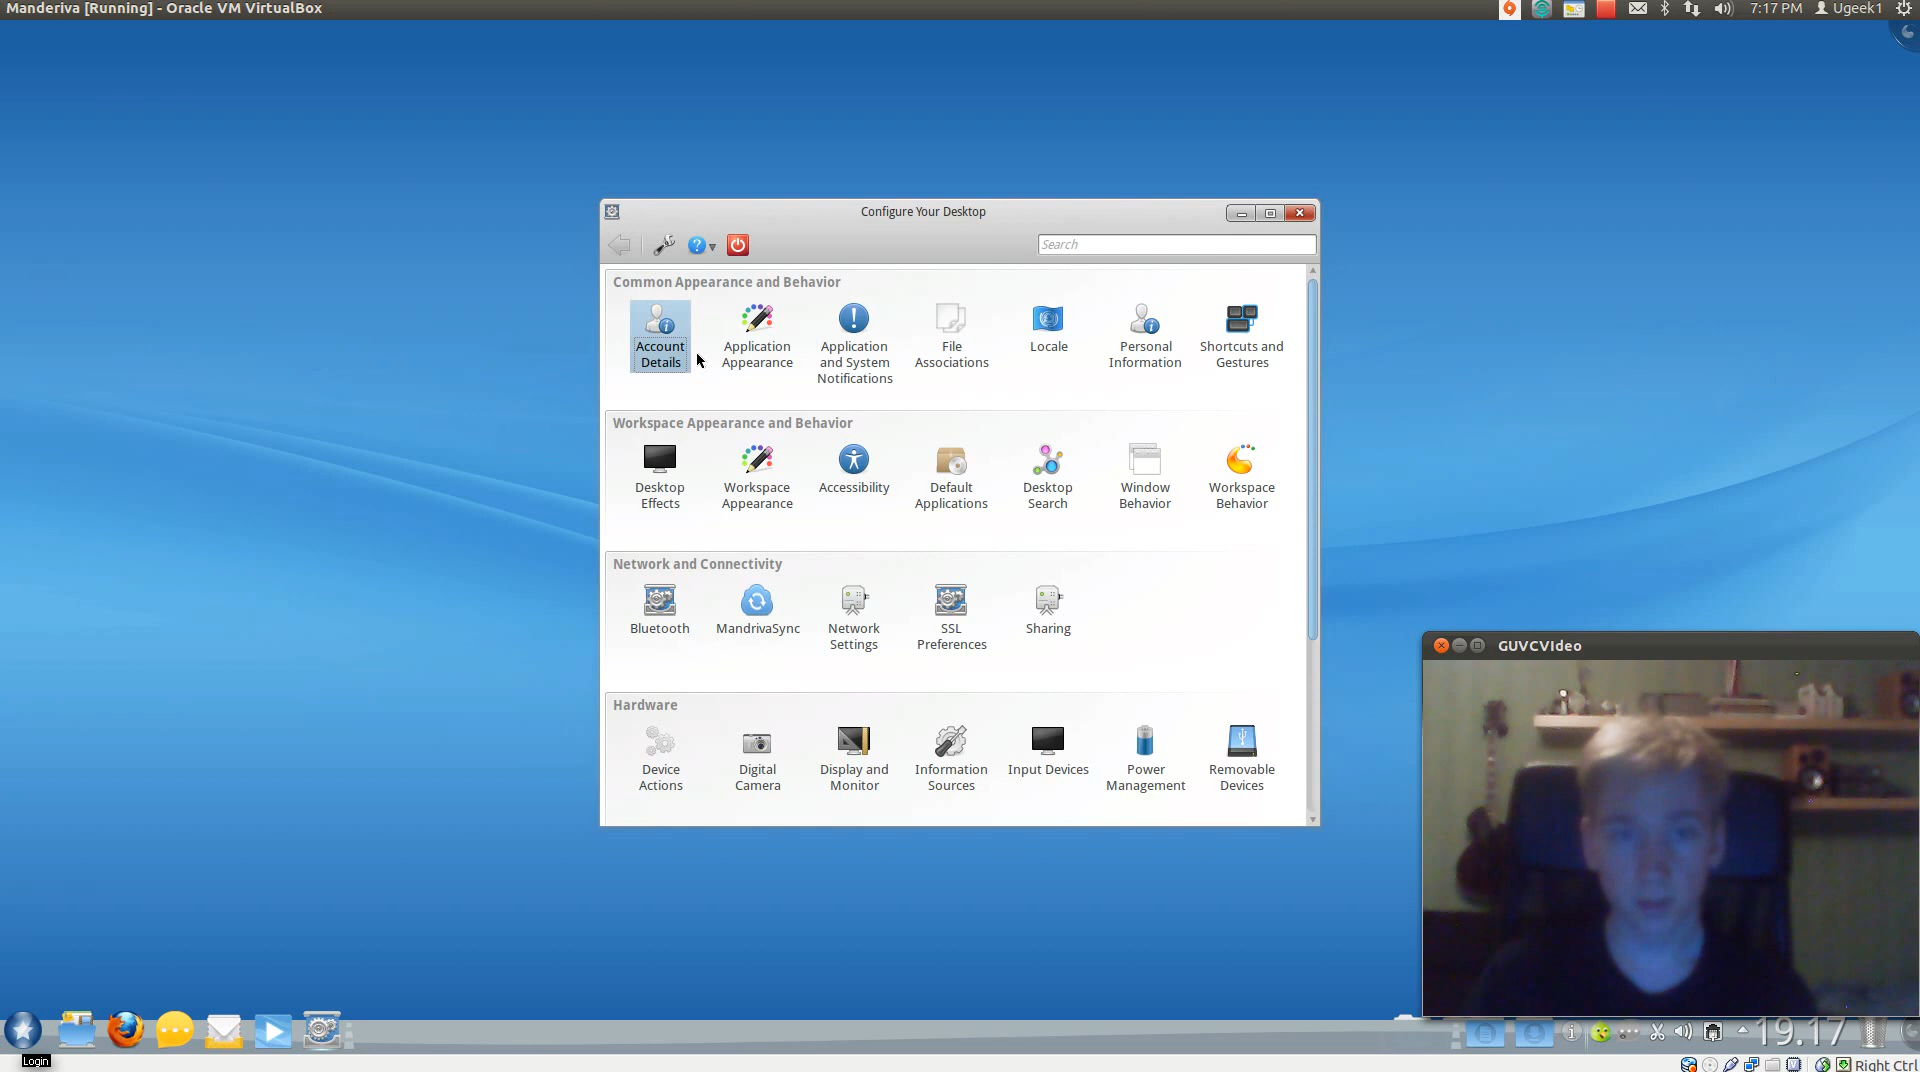 Manderiva [Running] - Oracle VM VirtualBox
7:17 PM Ugeek1
Configure Your Desktop
Search
Common Appearance and Behavior
Account Details
Application Appearance
Application and System Notifications
File Associations
Locale
Personal Information
Shortcuts and Gestures
Workspace Appearance and Behavior
Desktop Effects
Workspace Appearance
Accessibility
Default Applications
Desktop Search
Window Behavior
Workspace Behavior
Network and Connectivity
Bluetooth
MandrivaSync
Network Settings
SSL Preferences
Sharing
Hardware
Device Actions
Digital Camera
Display and Monitor
Information Sources
Input Devices
Power Management
Removable Devices
GUVCVIdeo
19.17
Login
Right Ctrl